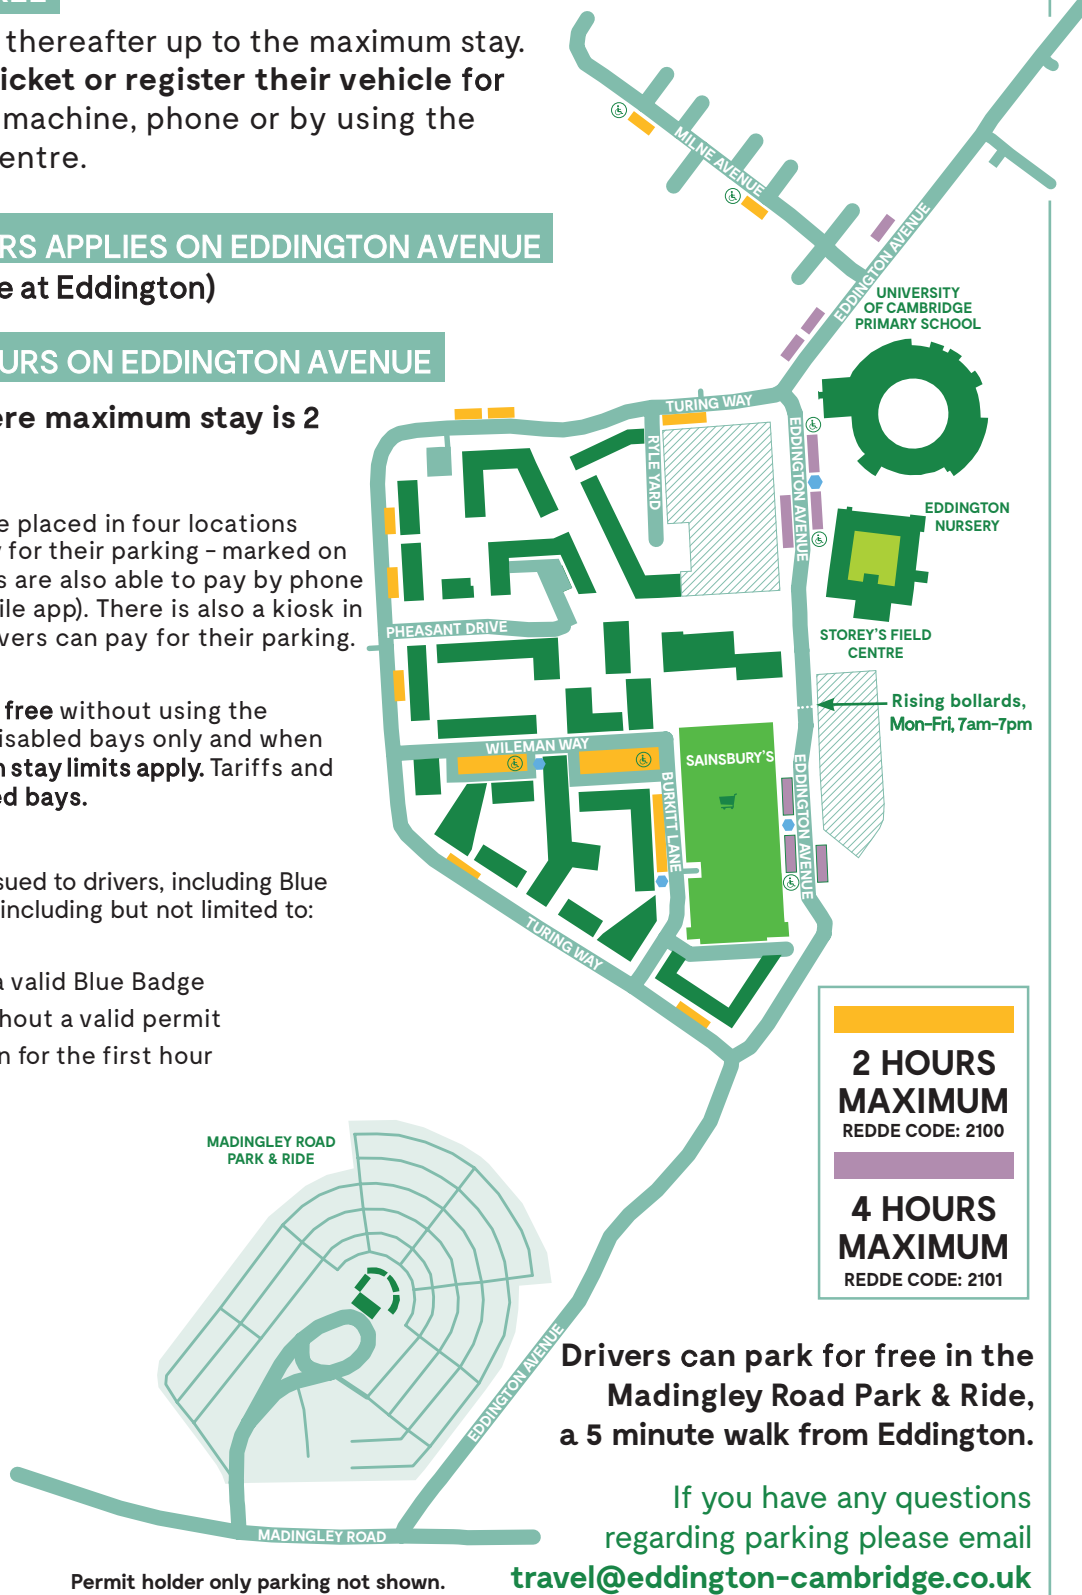 thereafter up to the maximum stay.
icket or register their vehicle for
machine, phone or by using the
entre.
RS APPLIES ON EDDINGTON AVENUE
e at Eddington)
URS ON EDDINGTON AVENUE
ere maximum stay is 2
e placed in four locations
for their parking – marked on
s are also able to pay by phone
ile app). There is also a kiosk in
ivers can pay for their parking.
free without using the
isabled bays only and when
n stay limits apply. Tariffs and
ed bays.
sued to drivers, including Blue
including but not limited to:
a valid Blue Badge
hout a valid permit
n for the first hour
MILNE AVENUE
EDDINGTON AVENUE
UNIVERSITY
OF CAMBRIDGE
PRIMARY SCHOOL
TURING WAY
RYLE YARD
EDDINGTON AVENUE
EDDINGTON
NURSERY
STOREY'S FIELD
CENTRE
PHEASANT DRIVE
Rising bollards,
Mon-Fri, 7am-7pm
WILEMAN WAY
SAINSBURY'S
BURKITT LANE
EDDINGTON AVENUE
TURING WAY
2 HOURS
MAXIMUM
REDDE CODE: 2100
4 HOURS
MAXIMUM
REDDE CODE: 2101
MADINGLEY ROAD
PARK & RIDE
EDDINGTON AVENUE
MADINGLEY ROAD
Drivers can park for free in the
Madingley Road Park & Ride,
a 5 minute walk from Eddington.
If you have any questions
regarding parking please email
travel@eddington-cambridge.co.uk
Permit holder only parking not shown.